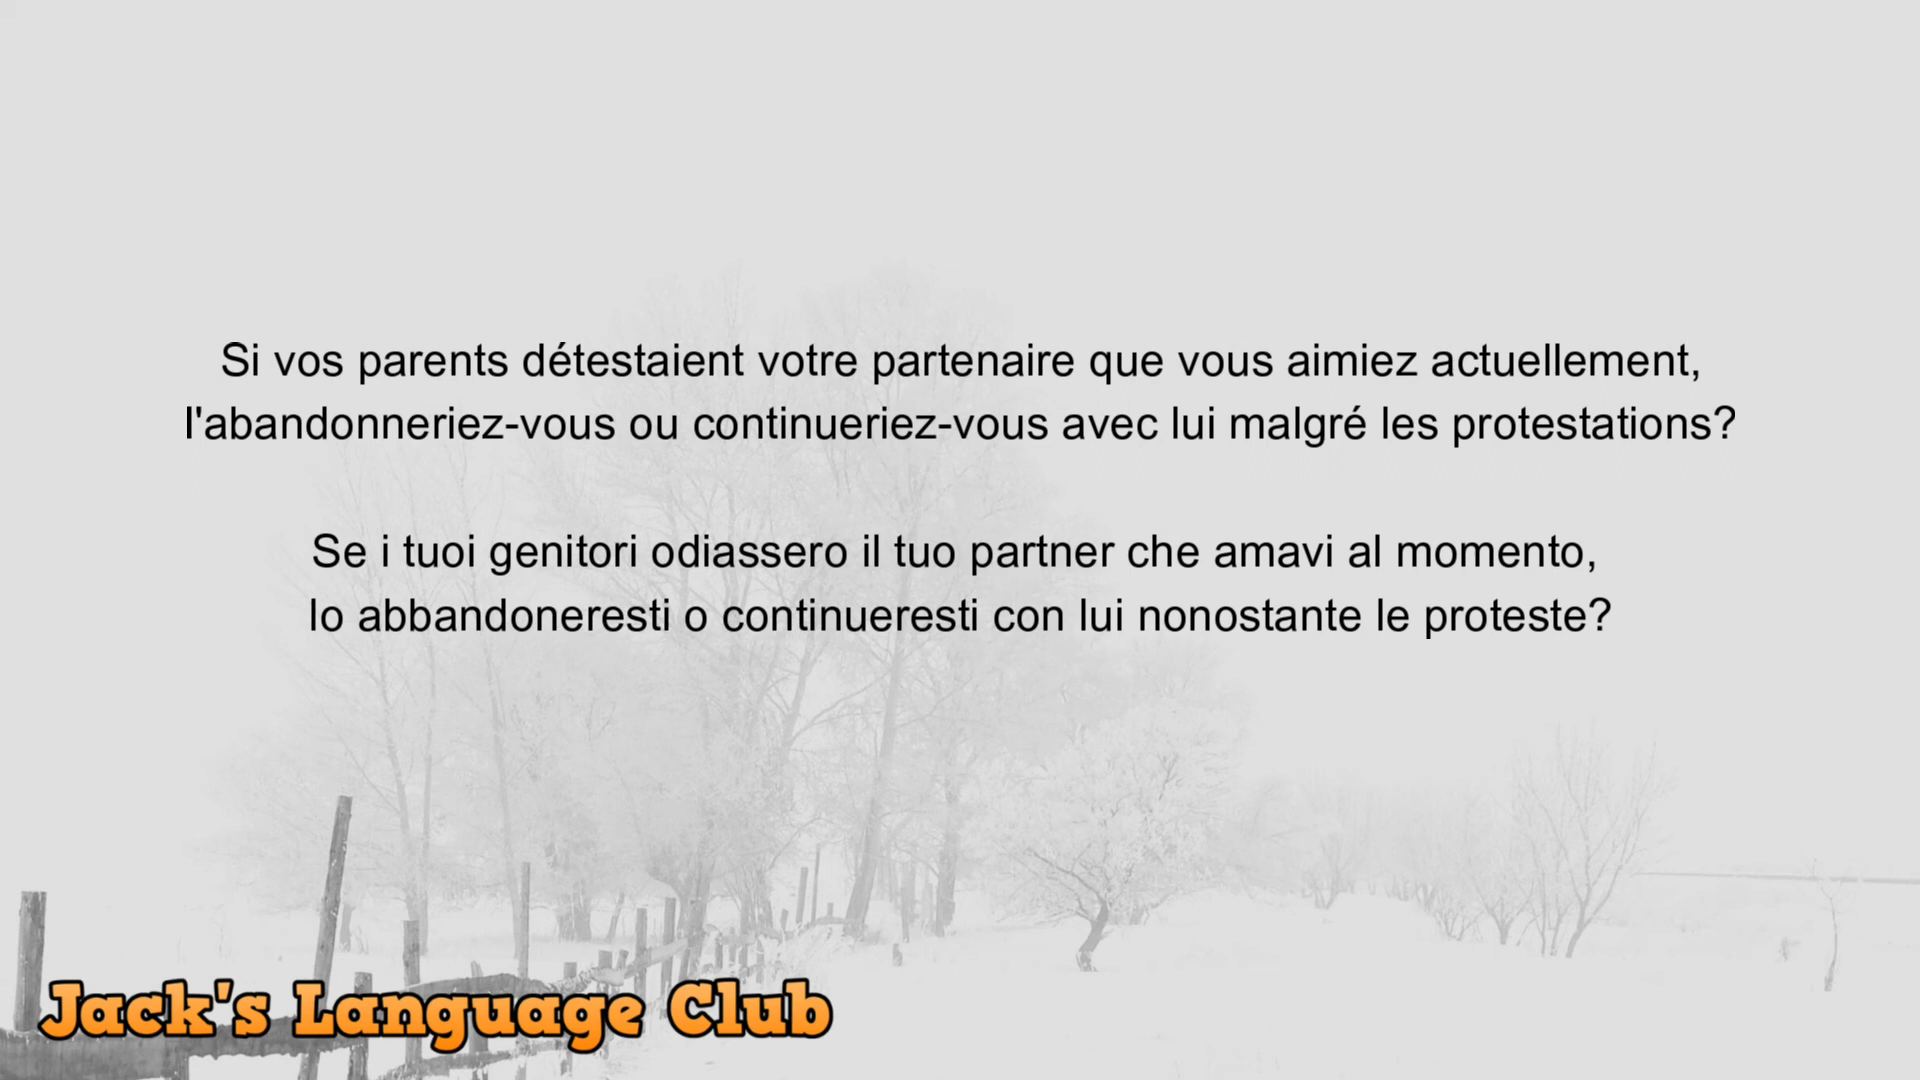 Si vos parents détestaient votre partenaire que vous aimiez actuellement,
l'abandonneriez-vous ou continueriez-vous avec lui malgré les protestations?
Se i tuoi genitori odiassero il tuo partner che amavi al momento,
lo abbandoneresti o continueresti con lui nonostante le proteste?
Jack's Language Club